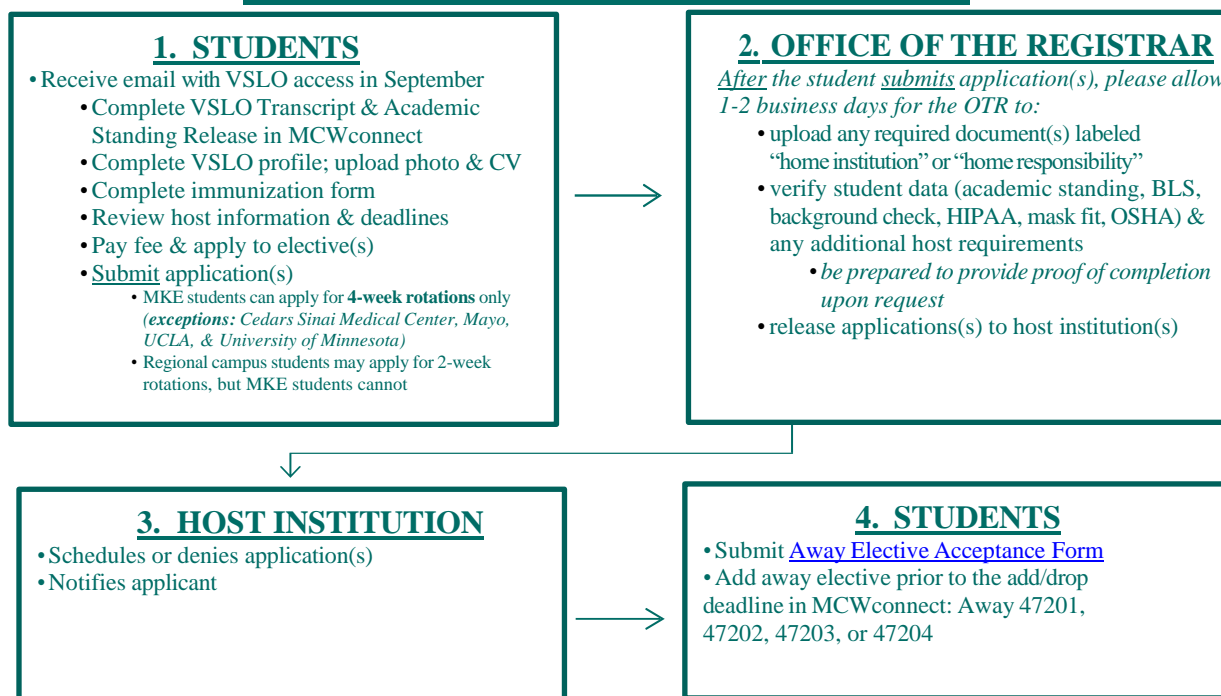 1. STUDENTS
• Receive email with VSLO access in September
• Complete VSLO Transcript & Academic
Standing Release in MCWconnect
• Complete VSLO profile; upload photo & CV
• Complete immunization form
• Review host information & deadlines
• Pay fee & apply to elective(s)
• Submit application(s)
• MKE students can apply for 4-week rotations only
(exceptions: Cedars Sinai Medical Center, Mayo,
UCLA, & University of Minnesota)
• Regional campus students may apply for 2-week
rotations, but MKE students cannot
2. OFFICE OF THE REGISTRAR
After the student submits application(s), please allow
1-2 business days for the OTR to:
• upload any required document(s) labeled
“home institution” or “home responsibility”
• verify student data (academic standing, BLS,
background check, HIPAA, mask fit, OSHA) &
any additional host requirements
• be prepared to provide proof of completion
upon request
• release applications(s) to host institution(s)
3. HOST INSTITUTION
• Schedules or denies application(s)
• Notifies applicant
4. STUDENTS
• Submit Away Elective Acceptance Form
• Add away elective prior to the add/drop
deadline in MCWconnect: Away 47201,
47202, 47203, or 47204